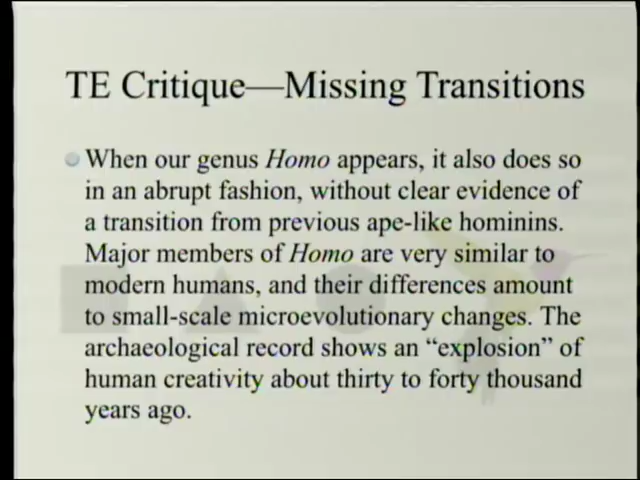 TE Critique—Missing Transitions
When our genus Homo appears, it also does so
in an abrupt fashion, without clear evidence of
a transition from previous ape-like hominins.
Major members of Homo are very similar to
modern humans, and their differences amount
to small-scale microevolutionary changes. The
archaeological record shows an “explosion” of
human creativity about thirty to forty thousand
years ago.